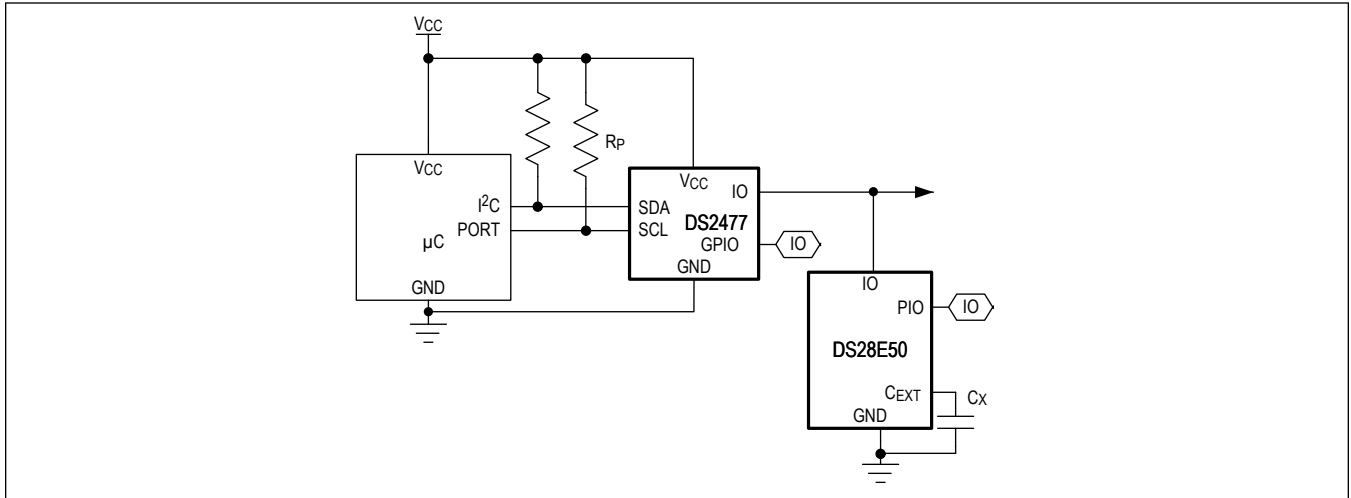 VCC
RP
VCC
I²C
PORT
µC
GND
VCC
IO
SDA
DS2477
SCL
GPIO
IO
GND
IO
PIO
IO
DS28E50
CEXT
CX
GND